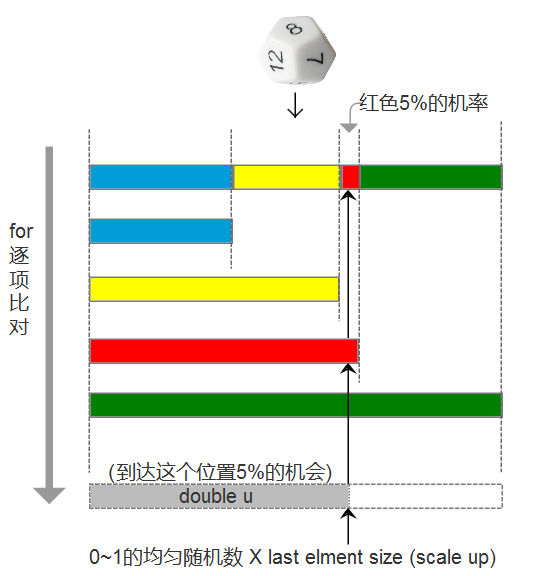 8
12
7
红色5%的机率
for
逐
项
比
对
(到达这个位置5%的机会)
double u
0~1的均匀随机数 X last elment size (scale up)